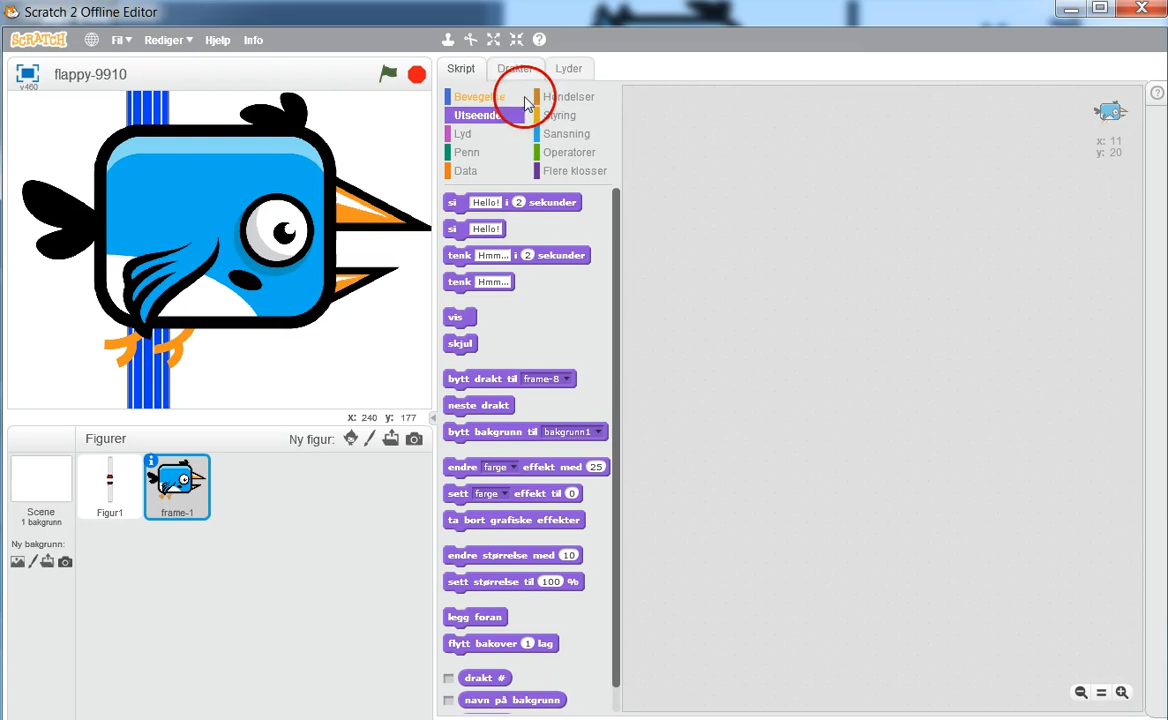 Scratch 2 Offline Editor
SCRATCH Fil Rediger Hjelp Info
flappy-9910
v460
Skript Drakter Lyder
Bevegelse Hendelser
Utseende Styring
Lyd Sansning
Penn Operatorer
Data Flere klosser
si Hello! i 2 sekunder
si Hello!
tenk Hmm... i 2 sekunder
tenk Hmm...
vis
skjul
bytt drakt til frame-8
neste drakt
bytt bakgrunn til bakgrunn1
endre farge effekt med 25
sett farge effekt til 0
ta bort grafiske effekter
endre størrelse med 10
sett størrelse til 100 %
legg foran
flytt bakover 1 lag
drakt #
navn på bakgrunn
x: 11
y: 20
x: 240 y: 177
Figurer Ny figur:
Scene
1 bakgrunn
Ny bakgrunn:
Figur1
frame-1